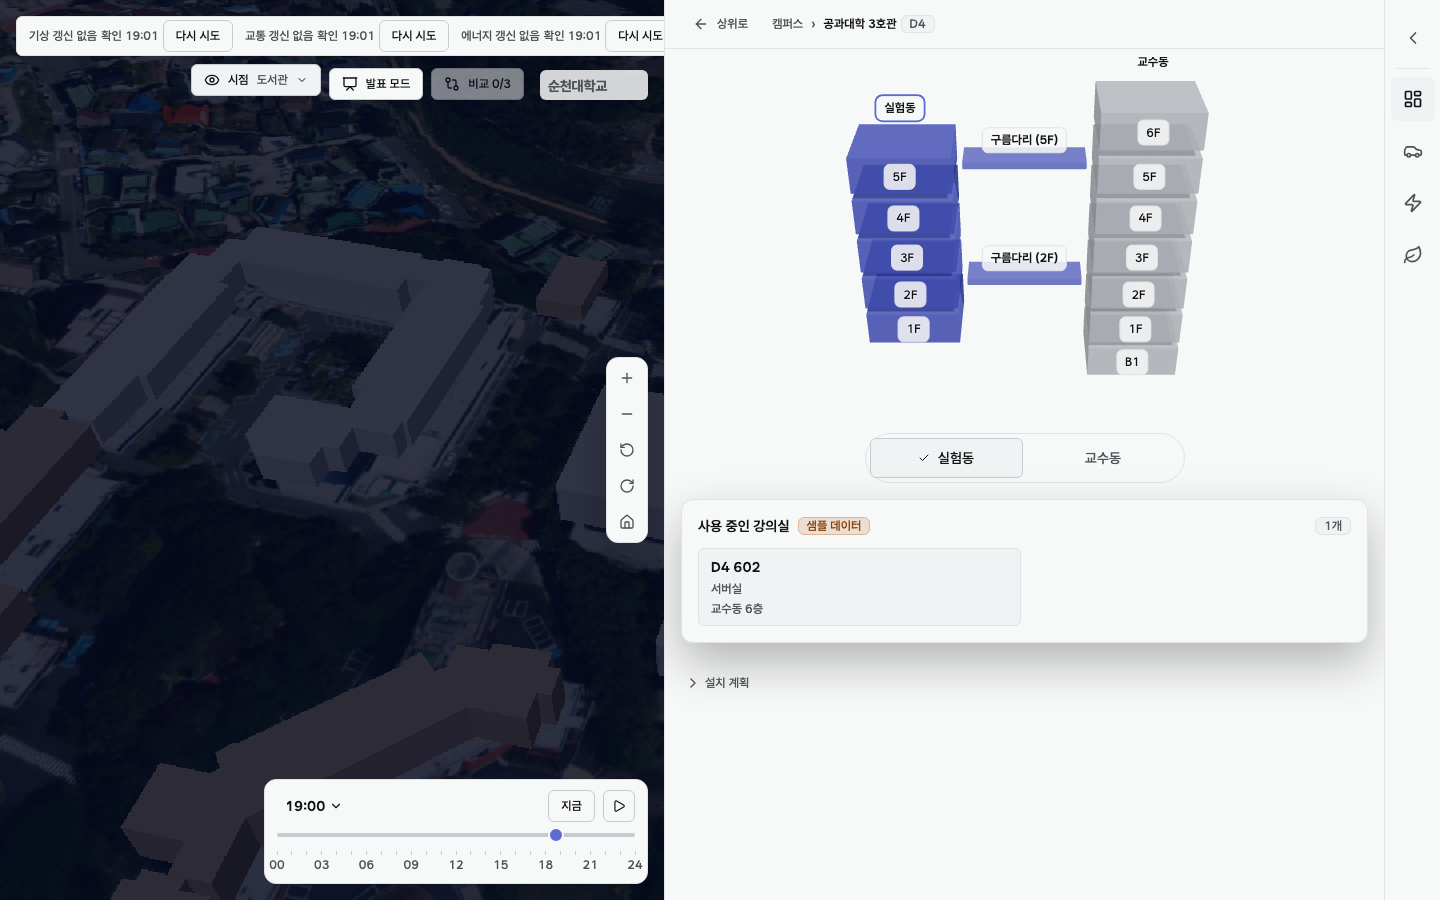 기상 갱신 없음 확인 19:01 다시 시도 교통 갱신 없음 확인 19:01 다시 시도 에너지 갱신 없음 확인 19:01 다시 시도
시점 도서관 발표 모드 비교 0/3 순천대학교
19:00 지금
00 03 06 09 12 15 18 21 24
상위로 캠퍼스 › 공과대학 3호관 D4
교수동
실험동
구름다리 (5F)
6F
5F
5F
4F
4F
구름다리 (2F)
3F
3F
2F
2F
1F
1F
B1
실험동 교수동
사용 중인 강의실 샘플 데이터 1개
D4 602
서버실
교수동 6층
설치 계획